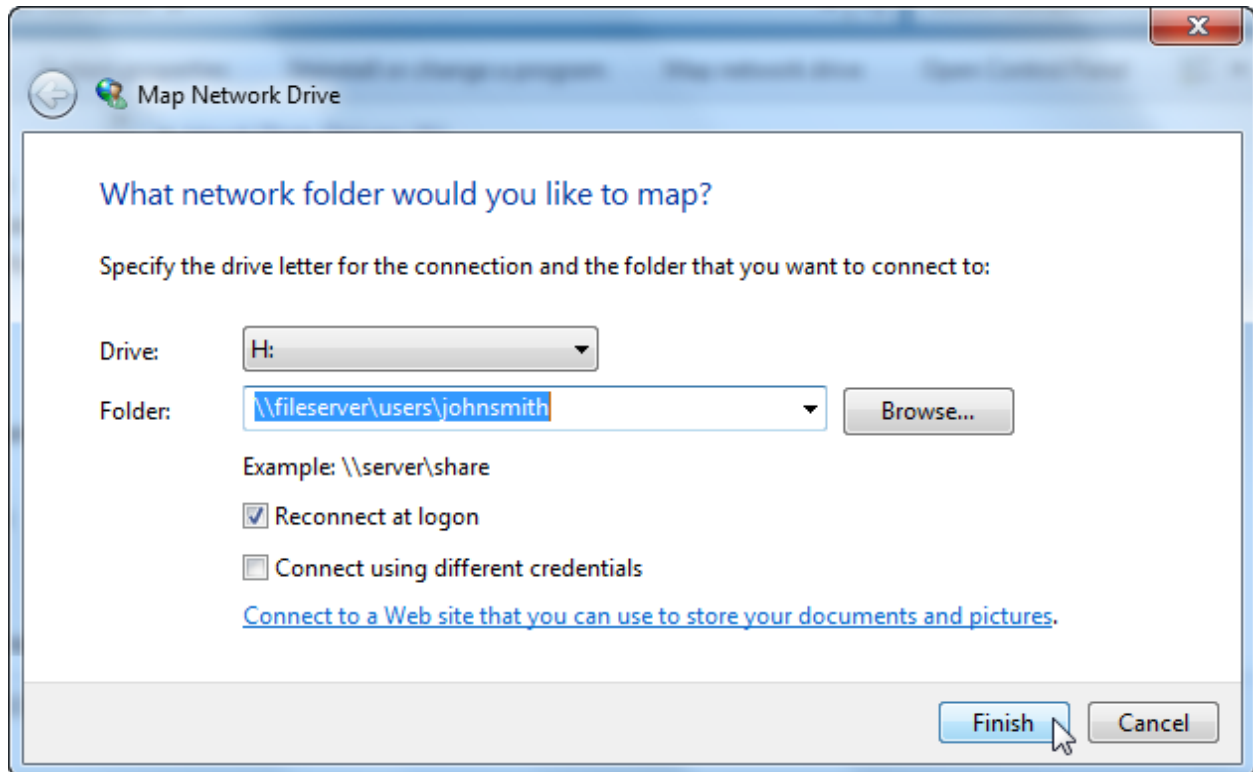 Map Network Drive
What network folder would you like to map?
Specify the drive letter for the connection and the folder that you want to connect to:
Drive: H:
Folder: \\fileserver\users\johnsmith Browse...
Example: \\server\share
Reconnect at logon
Connect using different credentials
Connect to a Web site that you can use to store your documents and pictures.
Finish Cancel